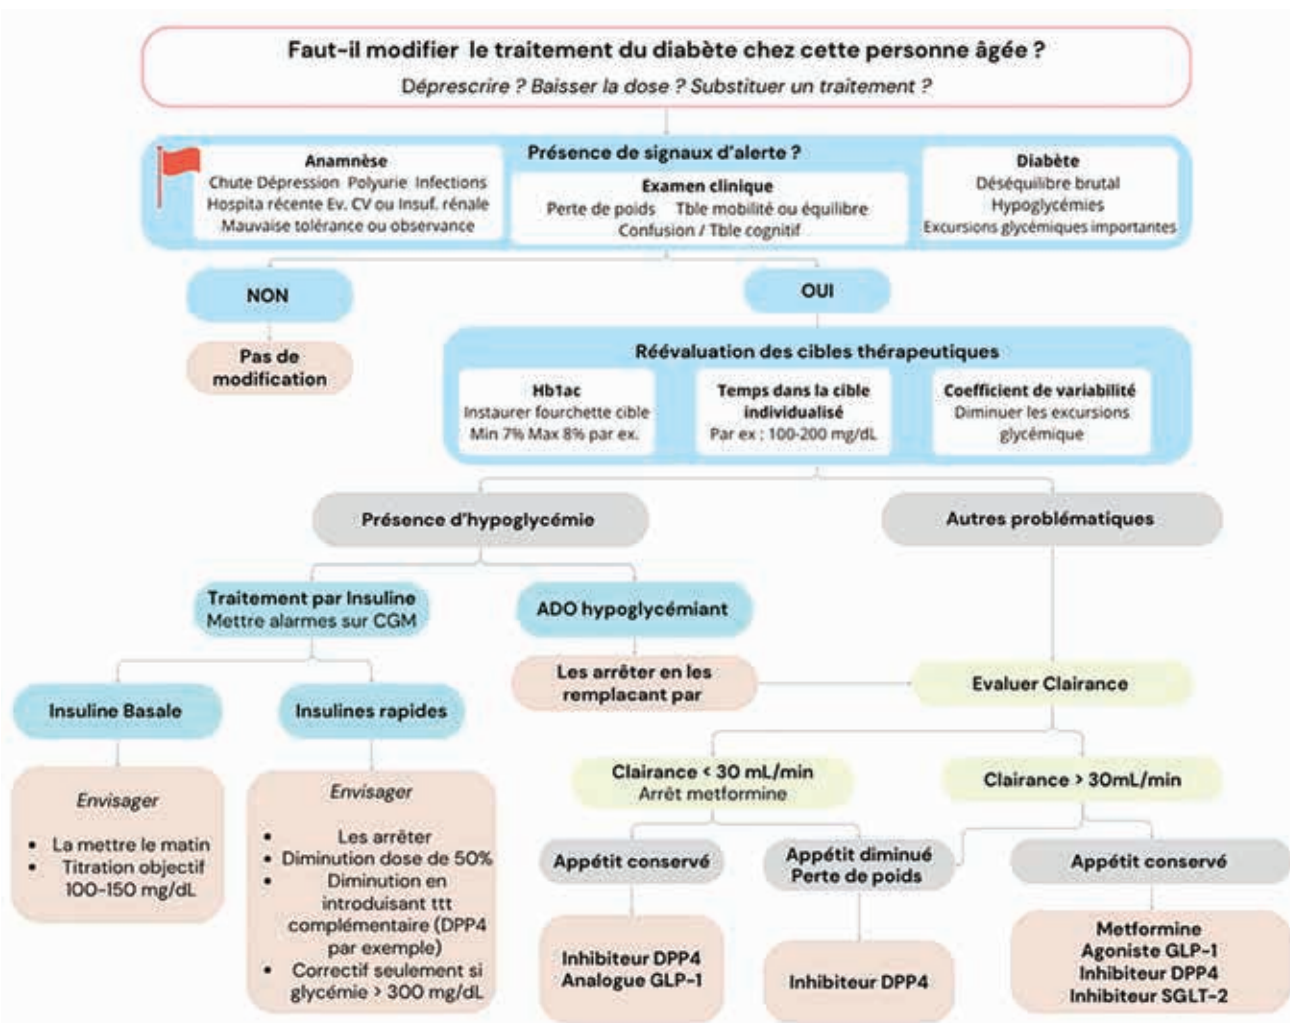 Faut-il modifier le traitement du diabète chez cette personne âgée ?
Déprescrire ? Baisser la dose ? Substituer un traitement ?
Présence de signaux d'alerte ?
Anamnèse
Chute Dépression Polyurie Infections
Hospita récente Ev. CV ou Insuf. rénale
Mauvaise tolérance ou observance
Examen clinique
Perte de poids Tble mobilité ou équilibre
Confusion / Tble cognitif
Diabète
Déséquilibre brutal
Hypoglycémies
Excursions glycémiques importantes
NON
OUI
Pas de
modification
Réévaluation des cibles thérapeutiques
Hb1ac
Instaurer fourchette cible
Min 7% Max 8% par ex.
Temps dans la cible
individualisé
Par ex : 100-200 mg/dL
Coefficient de variabilité
Diminuer les excursions
glycémique
Présence d'hypoglycémie
Autres problématiques
Traitement par Insuline
Mettre alarmes sur CGM
ADO hypoglycémiant
Les arrêter en les
remplacant par
Evaluer Clairance
Insuline Basale
Insulines rapides
Envisager
• La mettre le matin
• Titration objectif
100-150 mg/dL
Envisager
• Les arrêter
• Diminution dose de 50%
• Diminution en
introduisant ttt
complémentaire (DPP4
par exemple)
• Correctif seulement si
glycémie > 300 mg/dL
Clairance < 30 mL/min
Arrêt metformine
Clairance > 30mL/min
Appétit conservé
Appétit diminué
Perte de poids
Appétit conservé
Inhibiteur DPP4
Analogue GLP-1
Inhibiteur DPP4
Metformine
Agoniste GLP-1
Inhibiteur DPP4
Inhibiteur SGLT-2